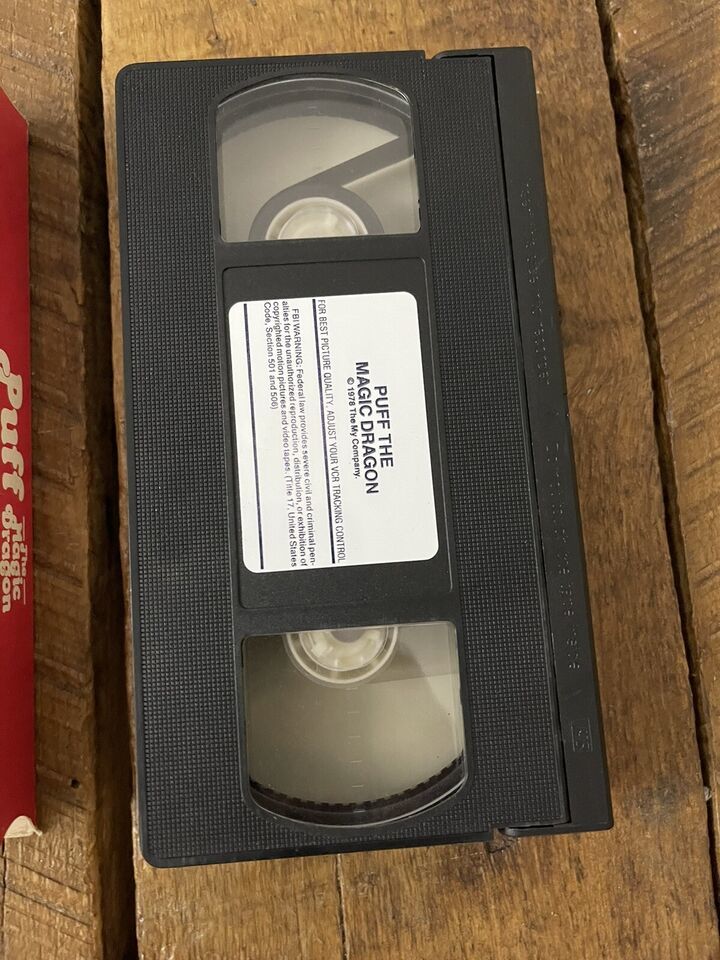 PUFF THE
MAGIC DRAGON
© 1978 The My Company.
FOR BEST PICTURE QUALITY, ADJUST YOUR VCR TRACKING CONTROL
FBI WARNING: Federal law provides severe civil and criminal pen-
alties for the unauthorized reproduction, distribution, or exhibition of
copyrighted motion pictures and video tapes. (Title 17, United States
Code, Section 501 and 506)
Puff
the
magic
dragon